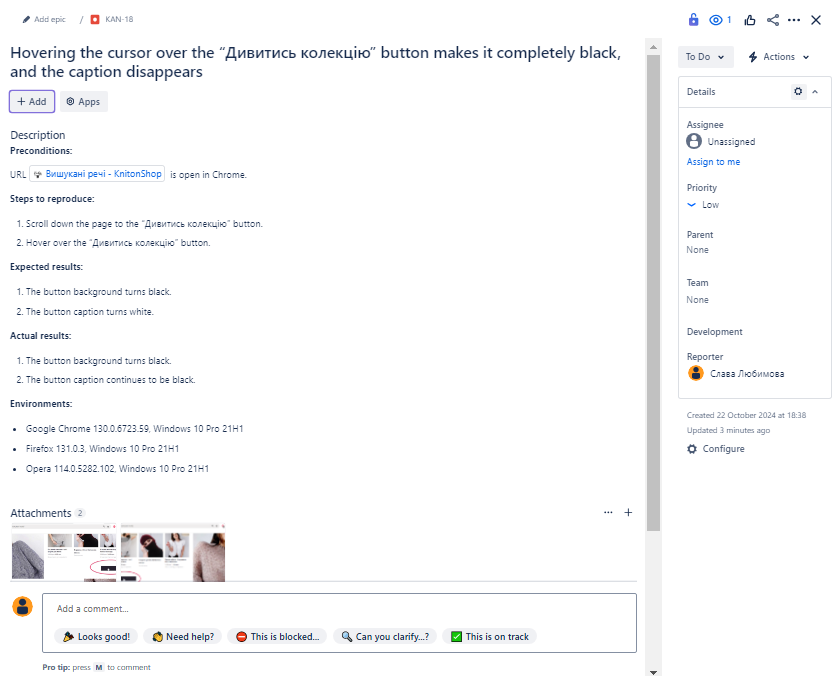 Add epic / KAN-18
1
Hovering the cursor over the “Дивитись колекцію” button makes it completely black,
and the caption disappears
To Do
Actions
+ Add
Apps
Details
Description
Preconditions:
URL Вишукані речі - KnitonShop is open in Chrome.
Steps to reproduce:
1. Scroll down the page to the “Дивитись колекцію” button.
2. Hover over the “Дивитись колекцію” button.
Expected results:
1. The button background turns black.
2. The button caption turns white.
Actual results:
1. The button background turns black.
2. The button caption continues to be black.
Environments:
• Google Chrome 130.0.6723.59, Windows 10 Pro 21H1
• Firefox 131.0.3, Windows 10 Pro 21H1
• Opera 114.0.5282.102, Windows 10 Pro 21H1
Attachments 2
Add a comment...
Looks good!
Need help?
This is blocked...
Can you clarify...?
This is on track
Pro tip: press M to comment
Assignee
Unassigned
Assign to me
Priority
Low
Parent
None
Team
None
Development
Reporter
Слава Любимова
Created 22 October 2024 at 18:38
Updated 3 minutes ago
Configure